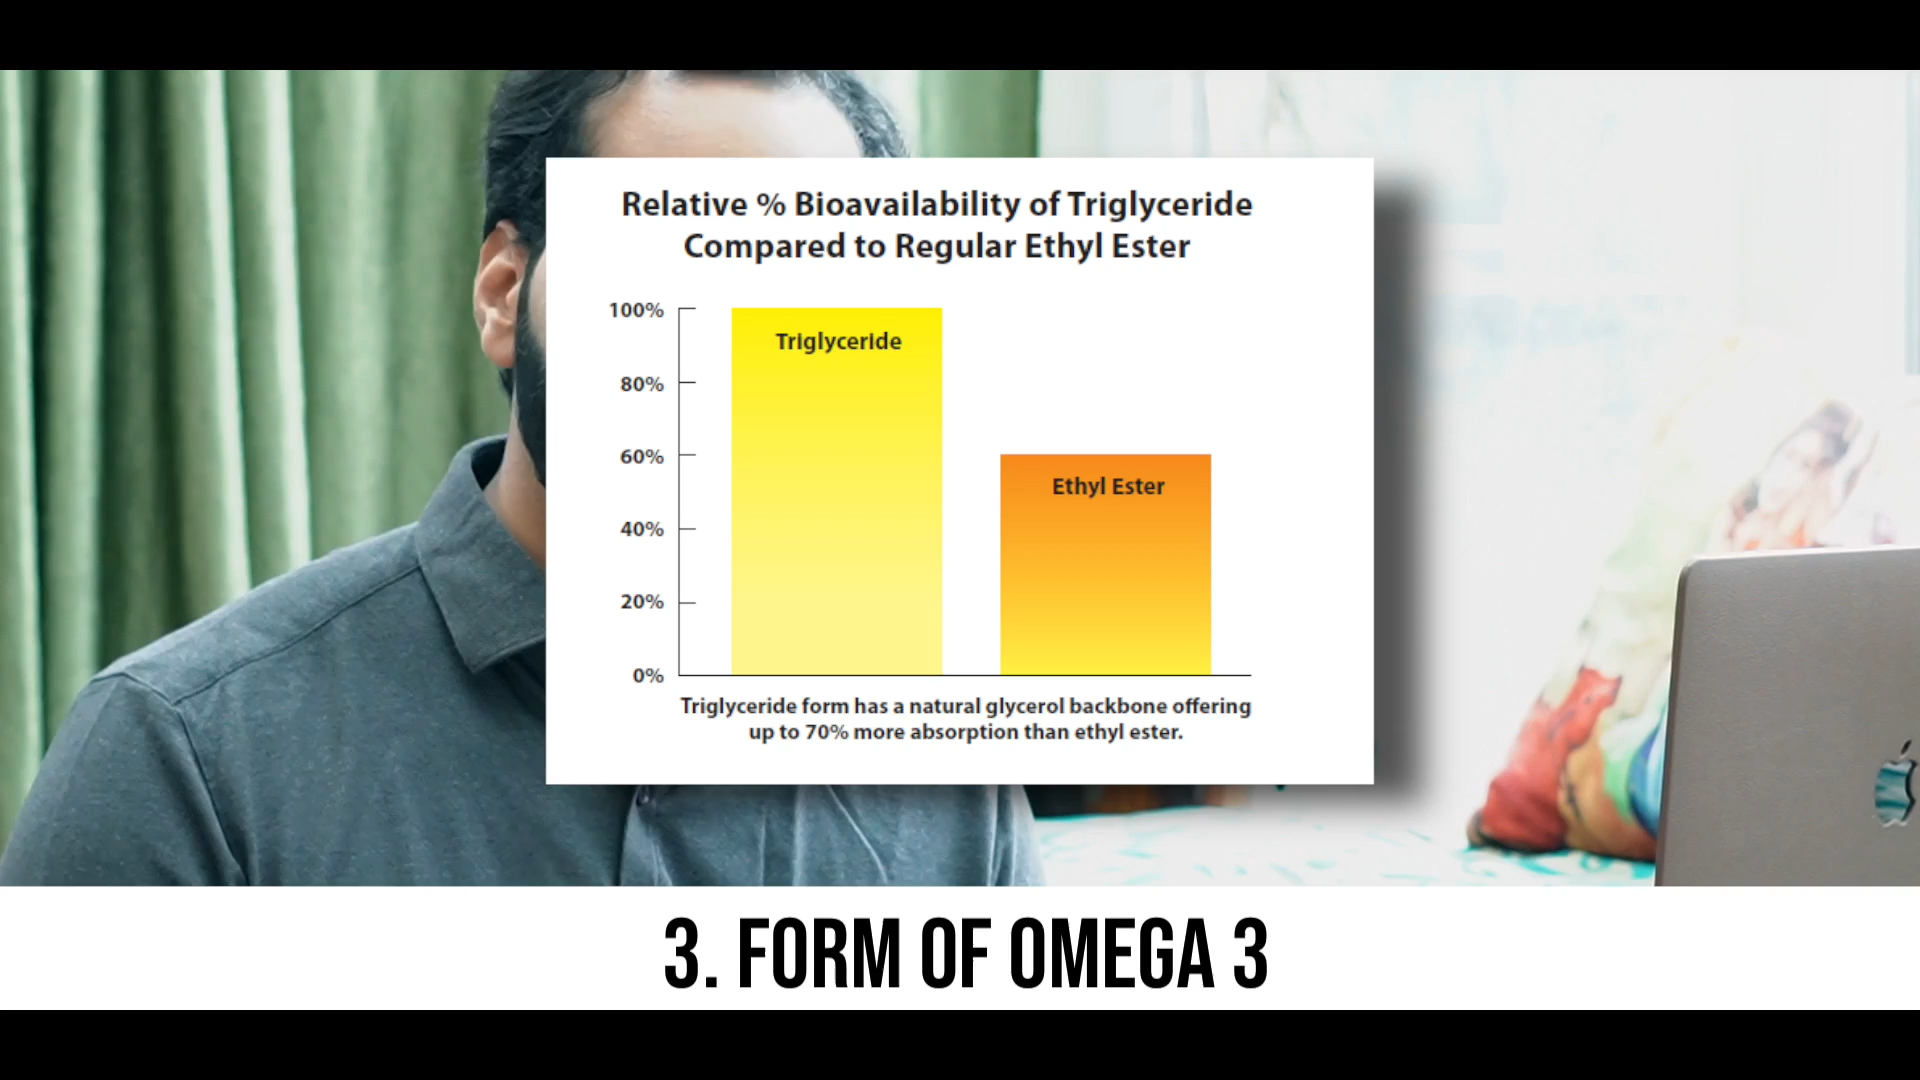 Relative % Bioavailability of Triglyceride
Compared to Regular Ethyl Ester
100%
Triglyceride
80%
60%
Ethyl Ester
40%
20%
0%
Triglyceride form has a natural glycerol backbone offering
up to 70% more absorption than ethyl ester.
3. FORM OF OMEGA 3